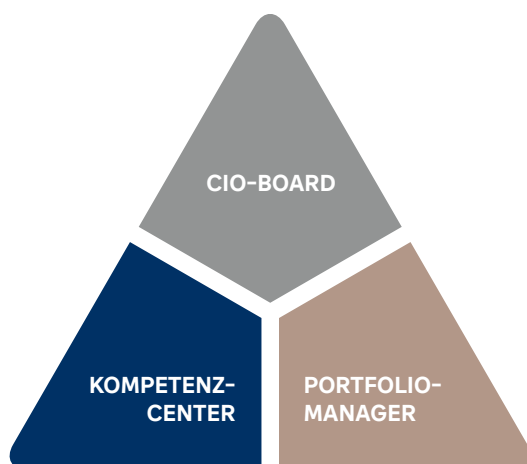 CIO-BOARD
KOMPETENZ-
CENTER
PORTFOLIO-
MANAGER